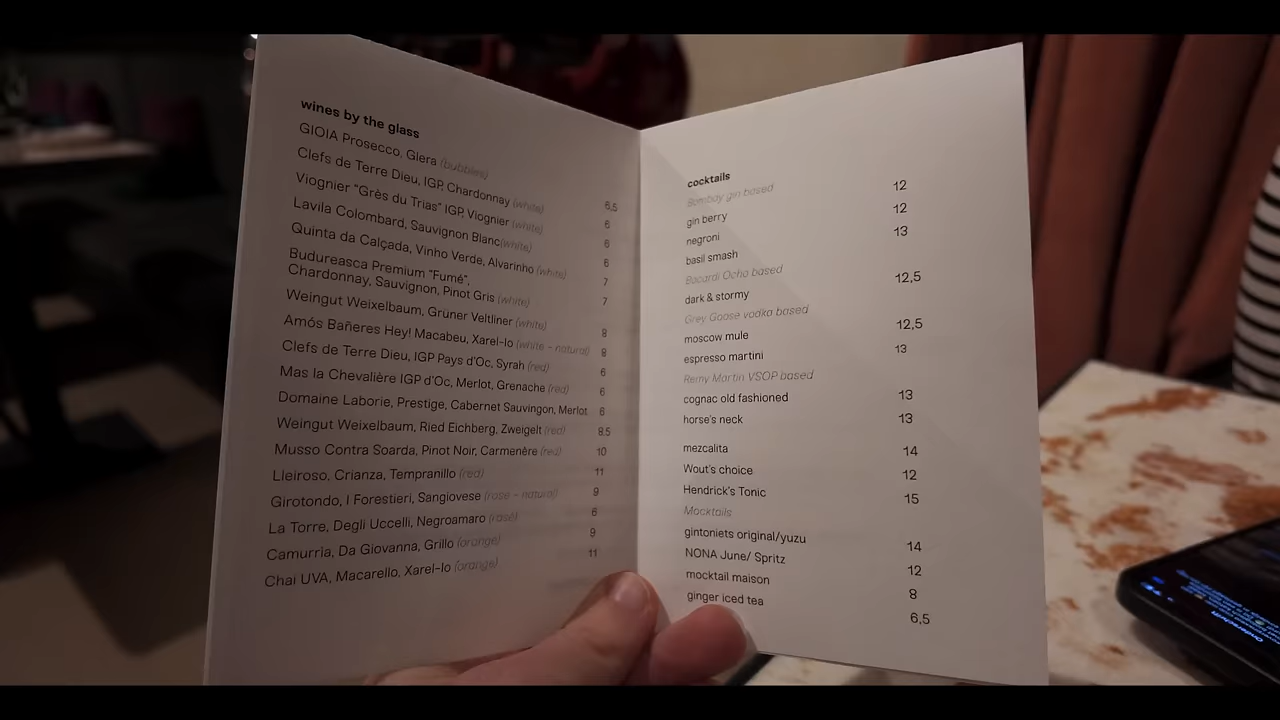 wines by the glass
GIOIA Prosecco, Glera (bubbles) 6,5
Clefs de Terre Dieu, IGP, Chardonnay (white) 6
Viognier "Grès du Trias" IGP, Viognier (white) 6
Lavila Colombard, Sauvignon Blanc(white) 6
Quinta da Calçada, Vinho Verde, Alvarinho (white) 7
Budureasca Premium "Fumé",
Chardonnay, Sauvignon, Pinot Gris (white) 7
Weingut Weixelbaum, Grüner Veltliner (white) 8
Amós Bañeres Hey! Macabeu, Xarel-lo (white - natural) 8
Clefs de Terre Dieu, IGP Pays d'Oc, Syrah (red) 6
Mas la Chevalière IGP d'Oc, Merlot, Grenache (red) 6
Domaine Laborie, Prestige, Cabernet Sauvingon, Merlot 6
Weingut Weixelbaum, Ried Eichberg, Zweigelt (red) 8,5
Musso Contra Soarda, Pinot Noir, Carmenère (red) 10
Lleiroso, Crianza, Tempranillo (red) 11
Girotondo, I Forestieri, Sangiovese (rosé - natural) 9
La Torre, Degli Uccelli, Negroamaro (rosé) 6
Camurria, Da Giovanna, Grillo (orange) 9
Chai UVA, Macarello, Xarel-lo (orange) 11
cocktails
Bombay gin based
gin berry 12
negroni 12
basil smash 13
Bacardi Ocho based
dark & stormy 12,5
Grey Goose vodka based
moscow mule 12,5
espresso martini 13
Remy Martin VSOP based
cognac old fashioned 13
horse's neck 13
mezcalita 14
Wout's choice 12
Hendrick's Tonic 15
Mocktails
gintoniets original/yuzu 14
NONA June/ Spritz 12
mocktail maison 8
ginger iced tea 6,5